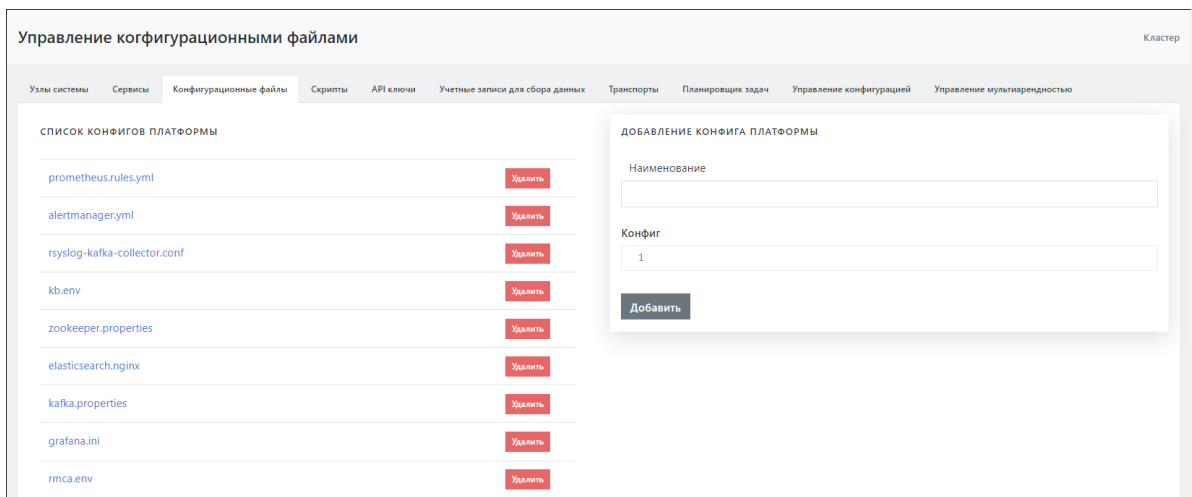 Управление когфигурационными файлами
Кластер
Узлы системы Сервисы Конфигурационные файлы Скрипты API ключи Учетные записи для сбора данных Транспорты Планировщик задач Управление конфигурацией Управление мультиарендностью
СПИСОК КОНФИГОВ ПЛАТФОРМЫ
prometheus.rules.yml Удалить
alertmanager.yml Удалить
rsyslog-kafka-collector.conf Удалить
kb.env Удалить
zookeeper.properties Удалить
elasticsearch.nginx Удалить
kafka.properties Удалить
grafana.ini Удалить
rmca.env Удалить
ДОБАВЛЕНИЕ КОНФИГА ПЛАТФОРМЫ
Наименование
Конфиг
1
Добавить